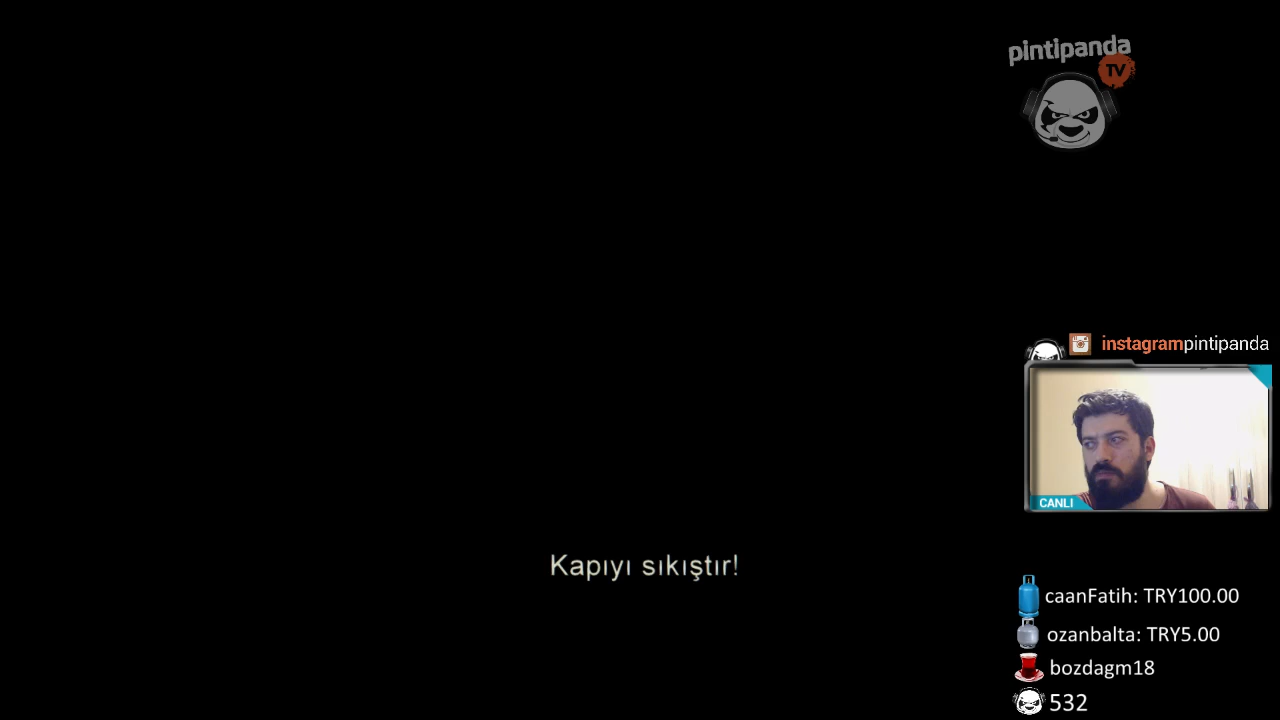 pintipanda
TV
instagrampintipanda
CANLI
Kapıyı sıkıştır!
caanFatih: TRY100.00
ozanbalta: TRY5.00
bozdagm18
532